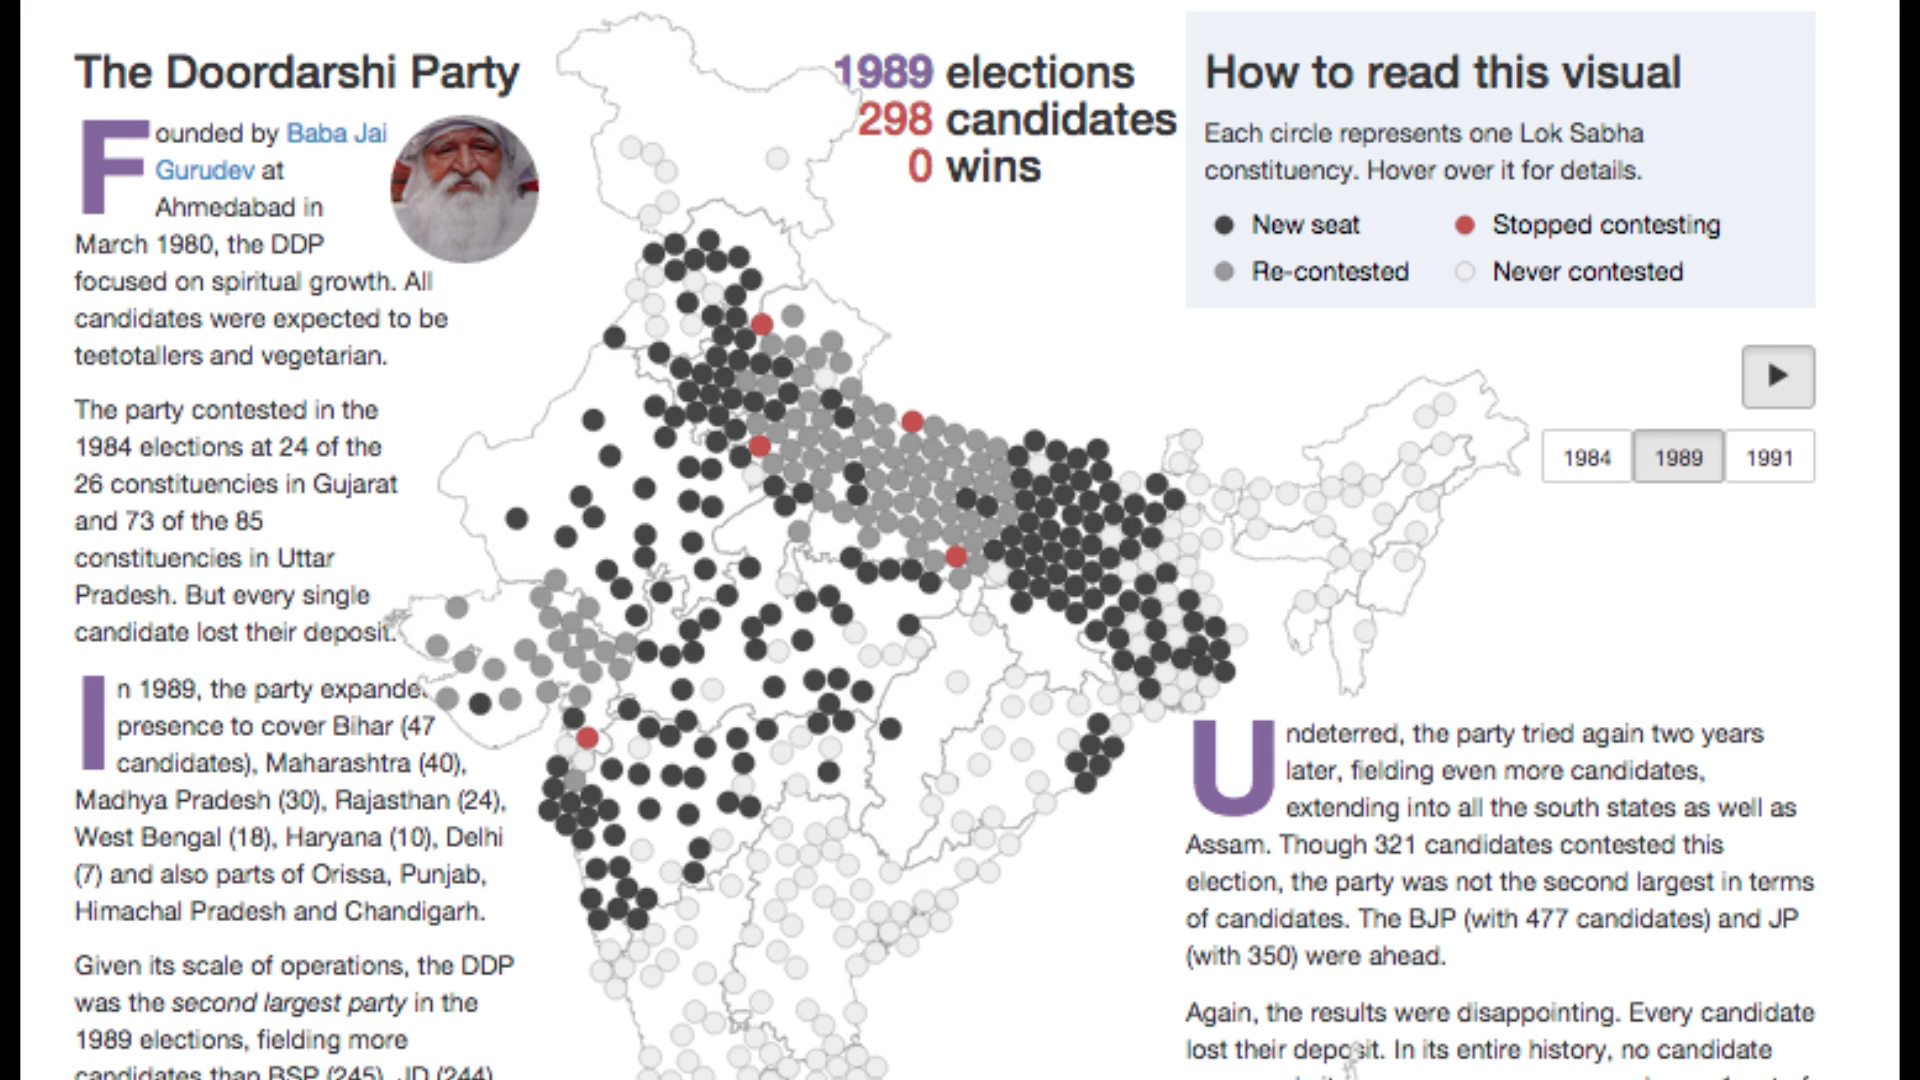 The Doordarshi Party
Founded by Baba Jai
Gurudev at
Ahmedabad in
March 1980, the DDP
focused on spiritual growth. All
candidates were expected to be
teetotallers and vegetarian.
The party contested in the
1984 elections at 24 of the
26 constituencies in Gujarat
and 73 of the 85
constituencies in Uttar
Pradesh. But every single
candidate lost their deposit.
In 1989, the party expanded
presence to cover Bihar (47
candidates), Maharashtra (40),
Madhya Pradesh (30), Rajasthan (24),
West Bengal (18), Haryana (10), Delhi
(7) and also parts of Orissa, Punjab,
Himachal Pradesh and Chandigarh.
Given its scale of operations, the DDP
was the second largest party in the
1989 elections, fielding more
candidates than BSP (245), JD (244)
1989 elections
298 candidates
0 wins
How to read this visual
Each circle represents one Lok Sabha
constituency. Hover over it for details.
New seat
Stopped contesting
Re-contested
Never contested
1984 1989 1991
Undeterred, the party tried again two years
later, fielding even more candidates,
extending into all the south states as well as
Assam. Though 321 candidates contested this
election, the party was not the second largest in terms
of candidates. The BJP (with 477 candidates) and JP
(with 350) were ahead.
Again, the results were disappointing. Every candidate
lost their deposit. In its entire history, no candidate